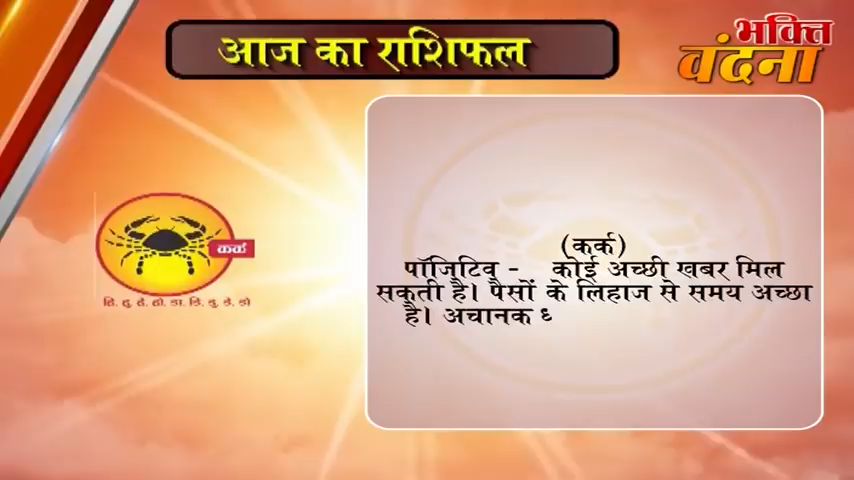 आज का राशिफल
भक्ति
वंदना
(कर्क)
पॉजिटिव - कोई अच्छी खबर मिल
सकती है। पैसों के लिहाज से समय अच्छा
है। अचानक
कर्क